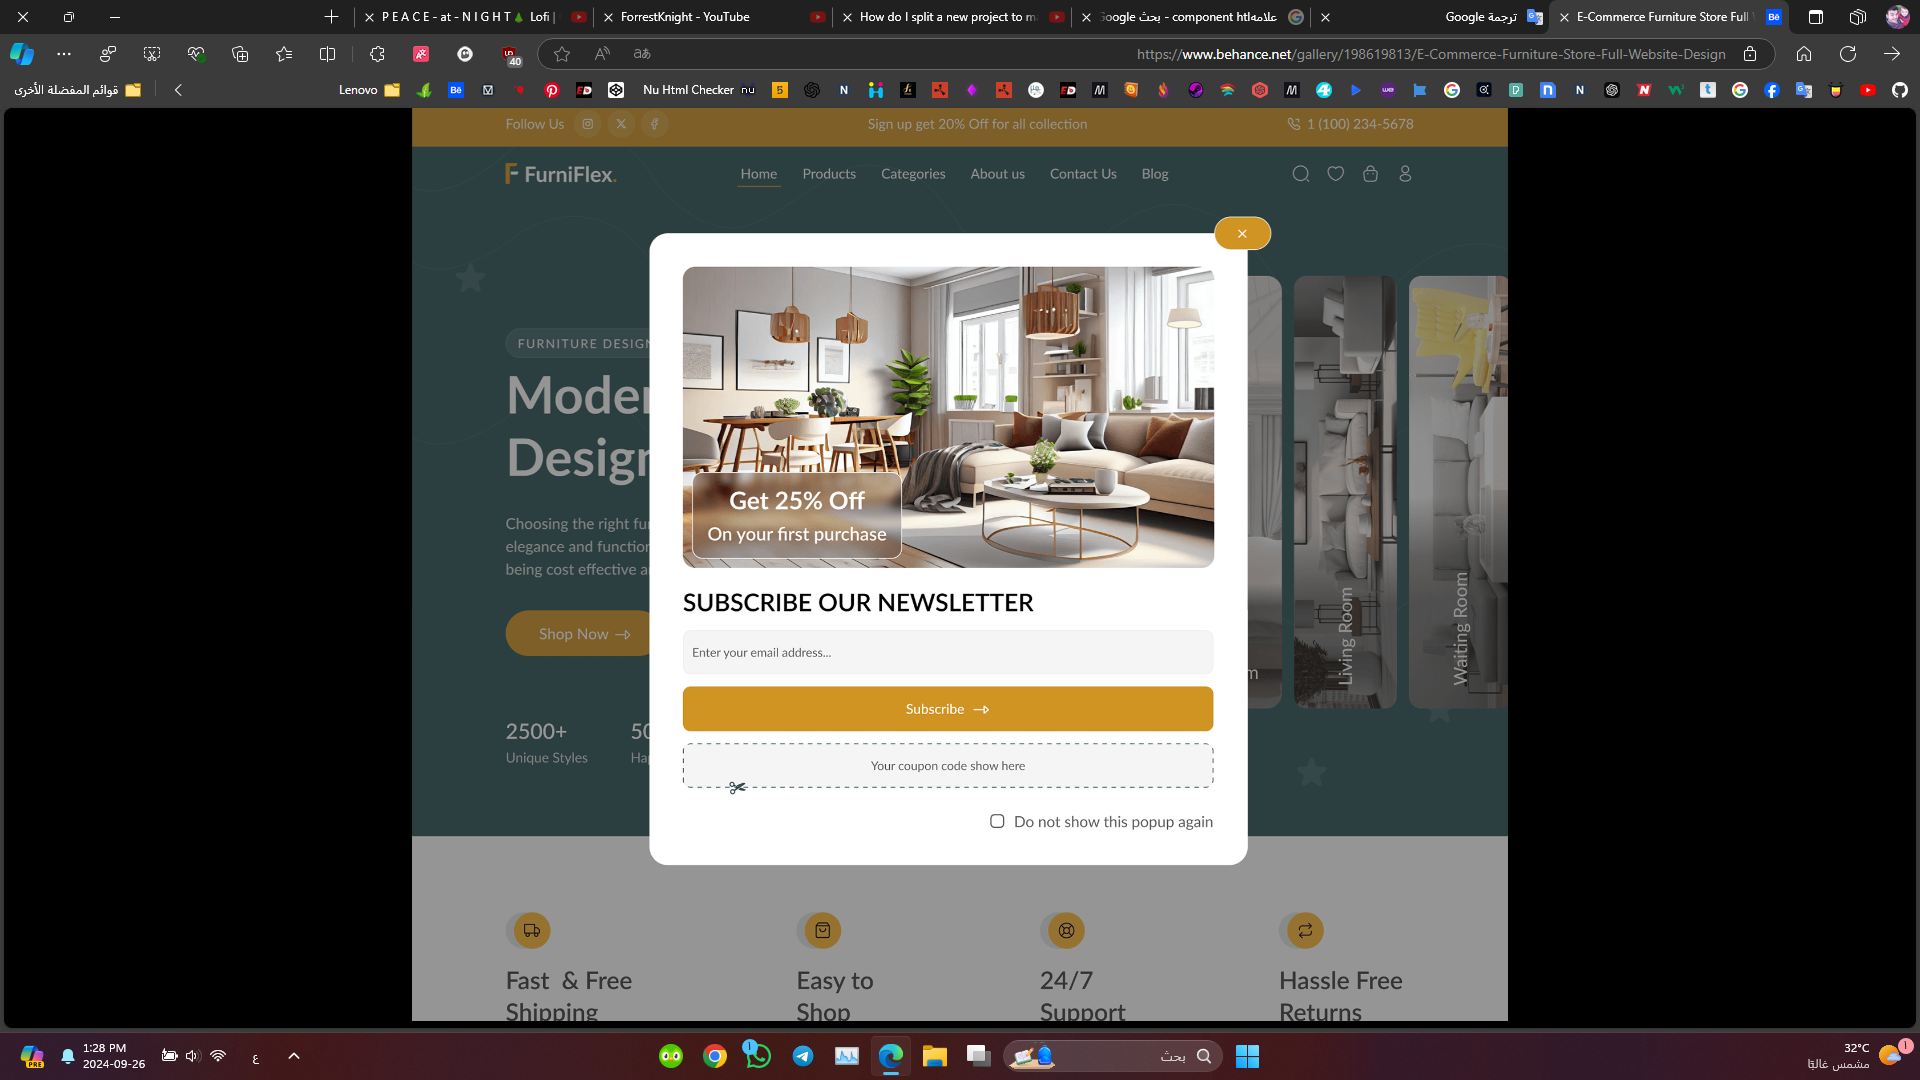 P E A C E - at - N I G H T🎄 Lofi |
ForrestKnight - YouTube
How do I split a new project to m
علامهhtl component - بحث Google
ترجمة Google
E-Commerce Furniture Store Full
https://www.behance.net/gallery/198619813/E-Commerce-Furniture-Store-Full-Website-Design
40
قوائم المفضلة الأخرى
Lenovo
Nu Html Checker
Follow Us
Sign up get 20% Off for all collection
1 (100) 234-5678
FurniFlex.
Home
Products
Categories
About us
Contact Us
Blog
FURNITURE DESIGN
Moder
Design
Choosing the right fu
elegance and function
being cost effective a
Shop Now
2500+
Unique Styles
50
Ha
Get 25% Off
On your first purchase
SUBSCRIBE OUR NEWSLETTER
Enter your email address...
Subscribe
Your coupon code show here
Do not show this popup again
m
Living Room
Waiting Room
Fast & Free
Shipping
Easy to
Shop
24/7
Support
Hassle Free
Returns
1:28 PM
2024-09-26
ع
بحث
32°C
مشمس غالبًا